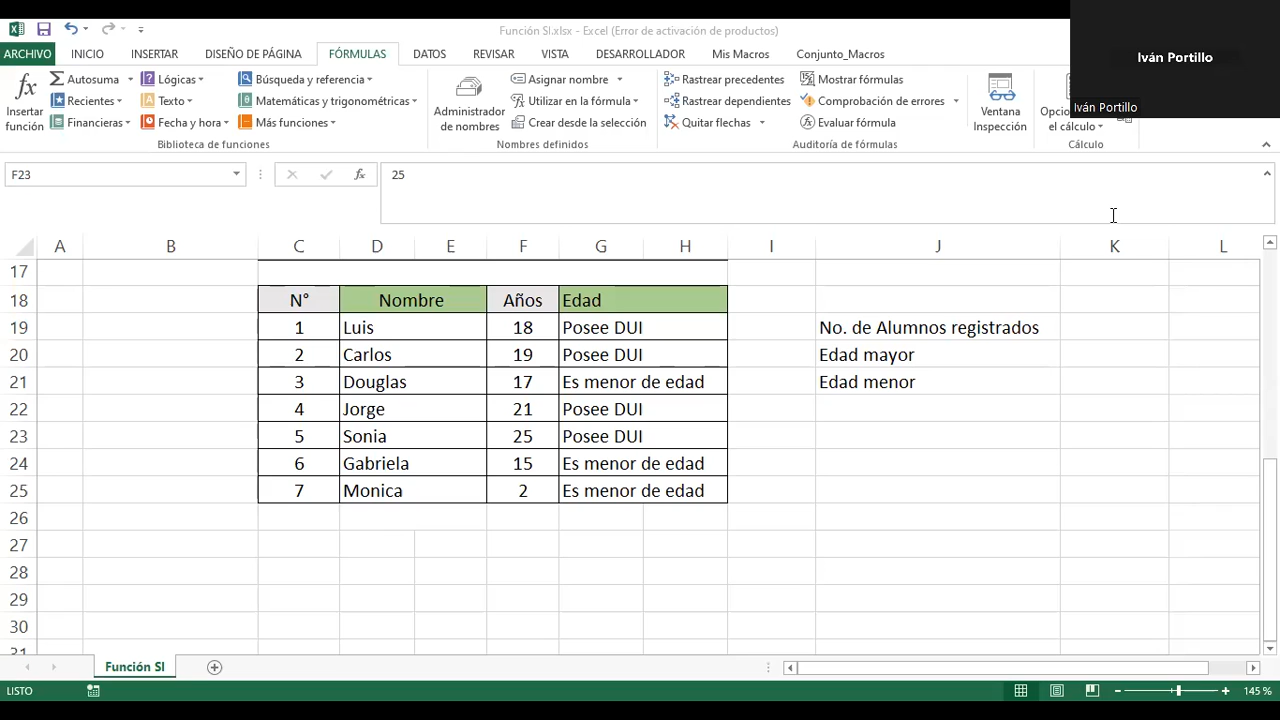 Función SI.xlsx - Excel (Error de activación de productos)
Iván Portillo
Iván Portillo
ARCHIVO INICIO INSERTAR DISEÑO DE PÁGINA FÓRMULAS DATOS REVISAR VISTA DESARROLLADOR Mis Macros Conjunto_Macros
fx Insertar función
Autosuma Lógicas Búsqueda y referencia
Recientes Texto Matemáticas y trigonométricas
Financieras Fecha y hora Más funciones
Biblioteca de funciones
Administrador de nombres
Asignar nombre
Utilizar en la fórmula
Crear desde la selección
Nombres definidos
Rastrear precedentes Mostrar fórmulas
Rastrear dependientes Comprobación de errores
Quitar flechas Evaluar fórmula
Auditoría de fórmulas
Ventana Inspección
el cálculo
Cálculo
F23 fx 25
A B C D E F G H I J K L
17
18 N° Nombre Años Edad
19 1 Luis 18 Posee DUI No. de Alumnos registrados
20 2 Carlos 19 Posee DUI Edad mayor
21 3 Douglas 17 Es menor de edad Edad menor
22 4 Jorge 21 Posee DUI
23 5 Sonia 25 Posee DUI
24 6 Gabriela 15 Es menor de edad
25 7 Monica 2 Es menor de edad
26
27
28
29
30
31
Función SI
LISTO 145 %